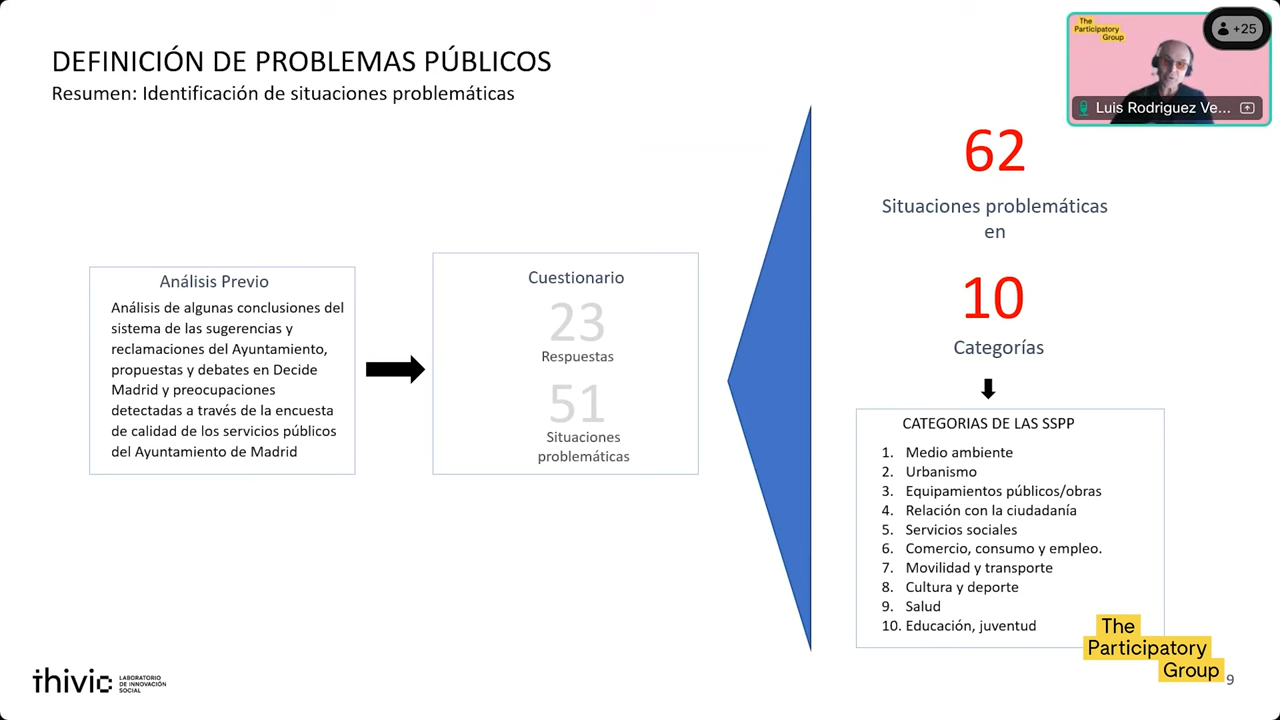 DEFINICIÓN DE PROBLEMAS PÚBLICOS
Resumen: Identificación de situaciones problemáticas
The
Participatory
Group
+25
Luis Rodriguez Ve...
Análisis Previo
Análisis de algunas conclusiones del
sistema de las sugerencias y
reclamaciones del Ayuntamiento,
propuestas y debates en Decide
Madrid y preocupaciones
detectadas a través de la encuesta
de calidad de los servicios públicos
del Ayuntamiento de Madrid
Cuestionario
23
Respuestas
51
Situaciones
problemáticas
62
Situaciones problemáticas
en
10
Categorías
CATEGORIAS DE LAS SSPP
1. Medio ambiente
2. Urbanismo
3. Equipamientos públicos/obras
4. Relación con la ciudadanía
5. Servicios sociales
6. Comercio, consumo y empleo.
7. Movilidad y transporte
8. Cultura y deporte
9. Salud
10. Educación, juventud
The
Participatory
Group
9
thivic
LABORATORIO
DE INNOVACIÓN
SOCIAL